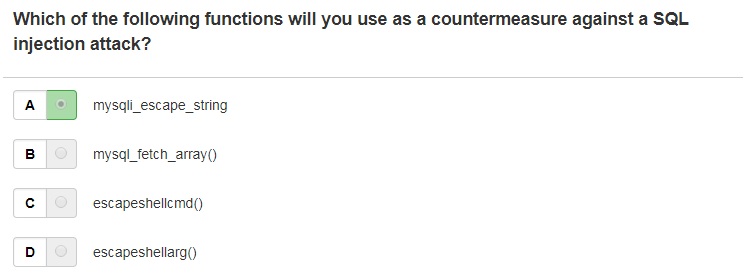 Which of the following functions will you use as a countermeasure against a SQL
injection attack?
A mysqli_escape_string
B mysql_fetch_array()
C escapeshellcmd()
D escapeshellarg()